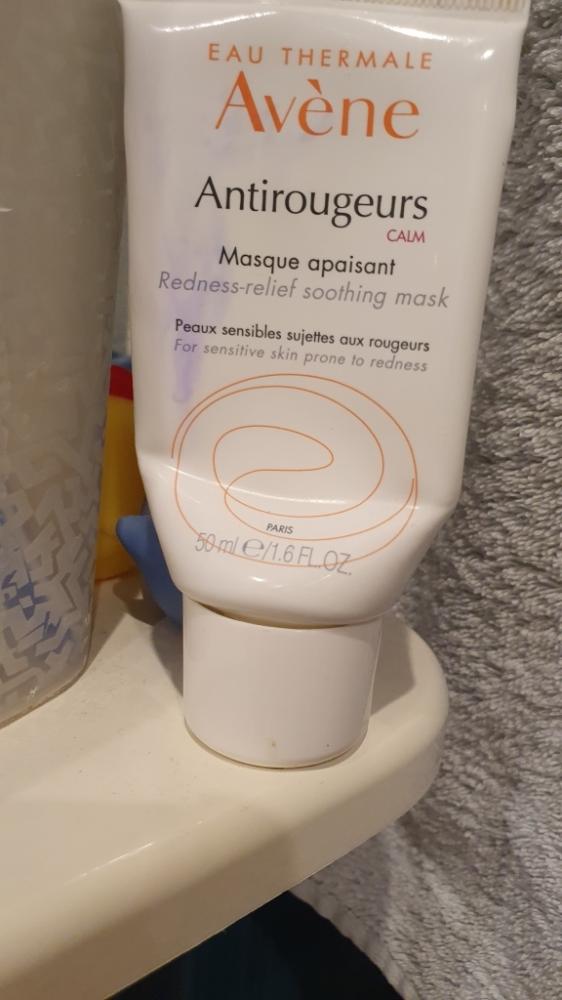 EAU THERMALE
Avène
Antirougeurs
CALM
Masque apaisant
Redness-relief soothing mask
Peaux sensibles sujettes aux rougeurs
For sensitive skin prone to redness
PARIS
50 ml ℮/1.6 FL.OZ.